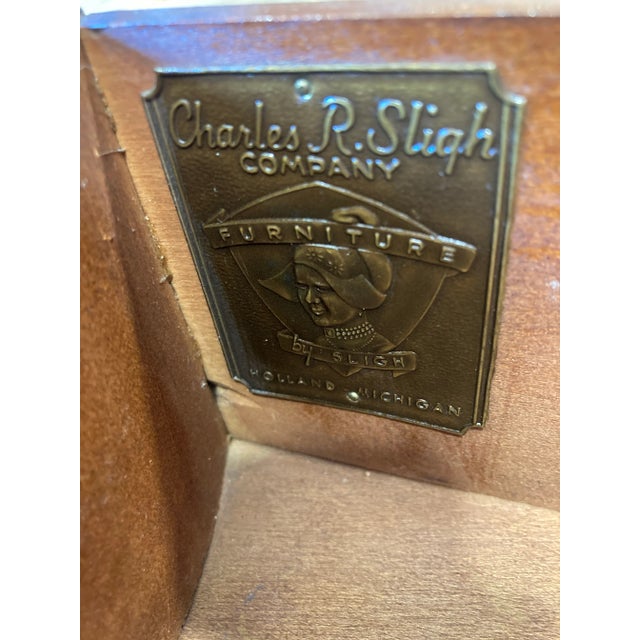 Charles R. Sligh
COMPANY
FURNITURE
by SLIGH
HOLLAND MICHIGAN